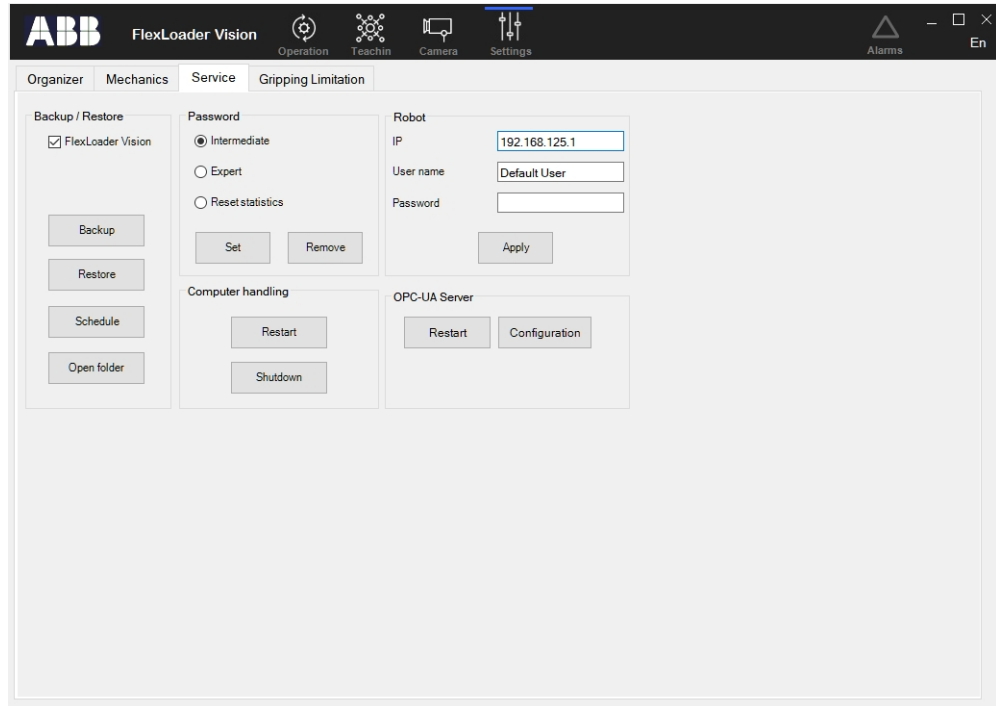 ABB
FlexLoader Vision
Operation
Teachin
Camera
Settings
Alarms
En
Organizer
Mechanics
Service
Gripping Limitation
Backup / Restore
FlexLoader Vision
Backup
Restore
Schedule
Open folder
Password
Intermediate
Expert
Reset statistics
Set
Remove
Computer handling
Restart
Shutdown
Robot
IP
192.168.125.1
User name
Default User
Password
Apply
OPC-UA Server
Restart
Configuration